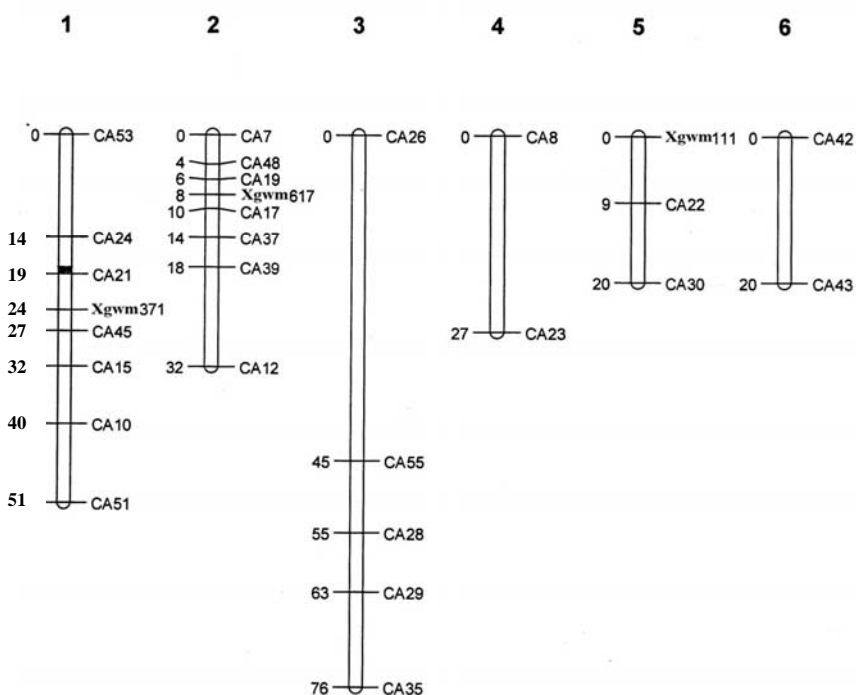 1 2 3 4 5 6
0 CA53
14 CA24
19 CA21
24 Xgwm371
27 CA45
32 CA15
40 CA10
51 CA51
0 CA7
4 CA48
6 CA19
8 Xgwm617
10 CA17
14 CA37
18 CA39
32 CA12
0 CA26
45 CA55
55 CA28
63 CA29
76 CA35
0 CA8
27 CA23
0 Xgwm111
9 CA22
20 CA30
0 CA42
20 CA43